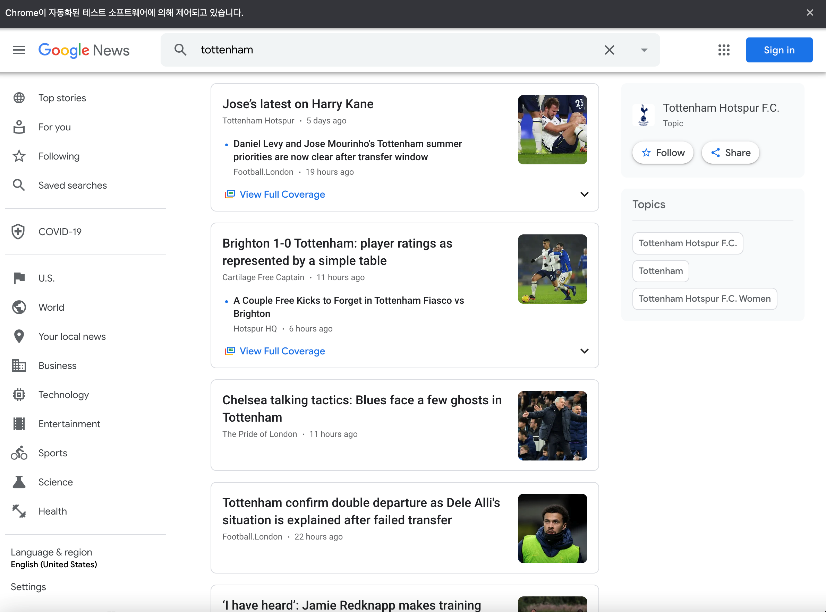 Chrome이 자동화된 테스트 소프트웨어에 의해 제어되고 있습니다.
Google News
tottenham
Sign in
Top stories
For you
Following
Saved searches
COVID-19
U.S.
World
Your local news
Business
Technology
Entertainment
Sports
Science
Health
Language & region
English (United States)
Settings
Jose's latest on Harry Kane
Tottenham Hotspur · 5 days ago
Daniel Levy and Jose Mourinho's Tottenham summer
priorities are now clear after transfer window
Football.London · 19 hours ago
View Full Coverage
Brighton 1-0 Tottenham: player ratings as
represented by a simple table
Cartilage Free Captain · 11 hours ago
A Couple Free Kicks to Forget in Tottenham Fiasco vs
Brighton
Hotspur HQ · 6 hours ago
View Full Coverage
Chelsea talking tactics: Blues face a few ghosts in
Tottenham
The Pride of London · 11 hours ago
Tottenham confirm double departure as Dele Alli's
situation is explained after failed transfer
Football.London · 22 hours ago
'I have heard': Jamie Redknapp makes training
Tottenham Hotspur F.C.
Topic
Follow
Share
Topics
Tottenham Hotspur F.C.
Tottenham
Tottenham Hotspur F.C. Women